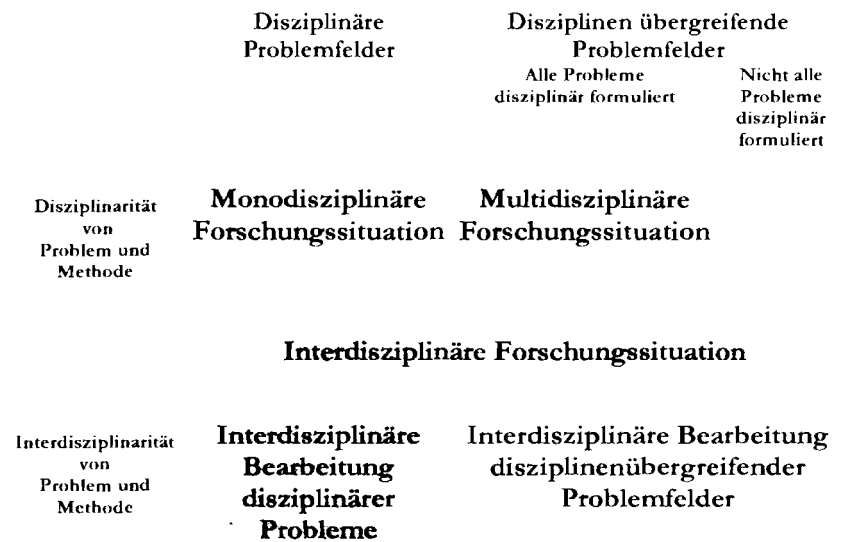 Disziplinäre
Problemfelder
Disziplinen übergreifende
Problemfelder
Alle Probleme
disziplinär formuliert
Nicht alle
Probleme
disziplinär
formuliert
Disziplinarität
von
Problem und
Methode
Monodisziplinäre
Forschungssituation
Multidisziplinäre
Forschungssituation
Interdisziplinäre Forschungssituation
Interdisziplinarität
von
Problem und
Methode
Interdisziplinäre
Bearbeitung
disziplinärer
Probleme
Interdisziplinäre Bearbeitung
disziplinenübergreifender
Problemfelder